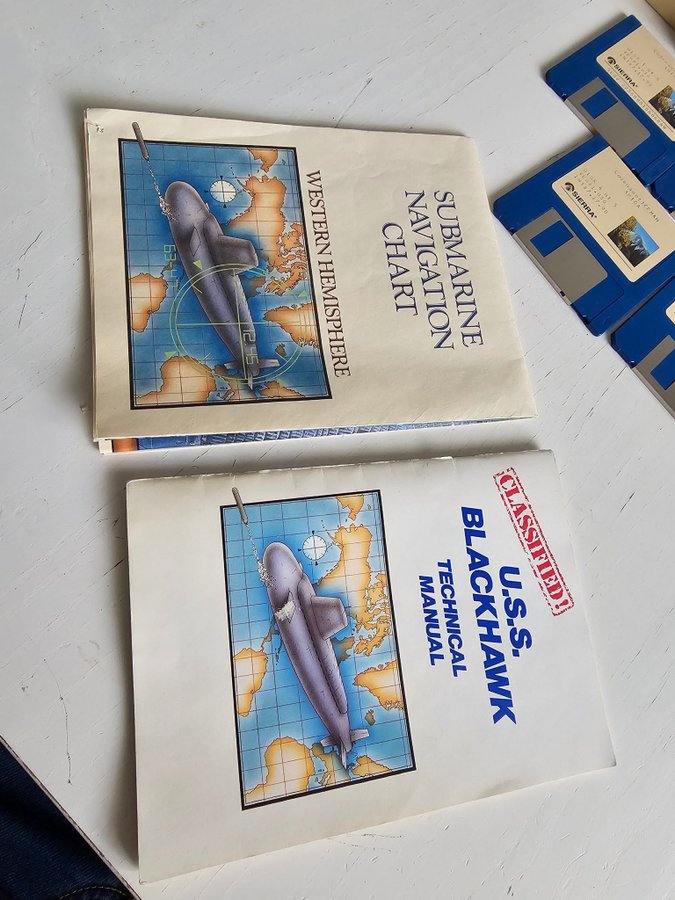 SUBMARINE
NAVIGATION
CHART
WESTERN HEMISPHERE
CLASSIFIED!
U.S.S.
BLACKHAWK
TECHNICAL
MANUAL
SIERRA
SIERRA